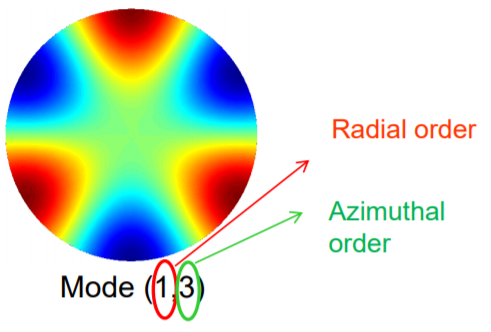 Radial order
Azimuthal
order
Mode (1,3)